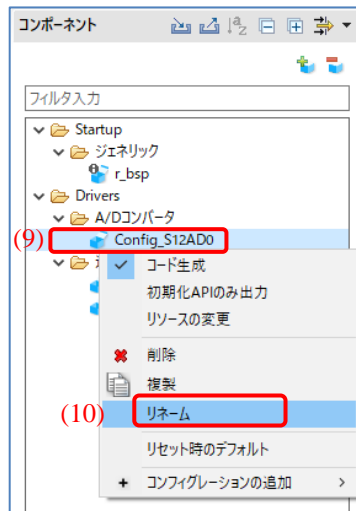 コンポーネント
フィルタ入力
Startup
ジェネリック
r_bsp
Drivers
A/Dコンバータ
(9) Config_S12AD0
コード生成
初期化APIのみ出力
リソースの変更
削除
複製
(10) リネーム
リセット時のデフォルト
コンフィグレーションの追加